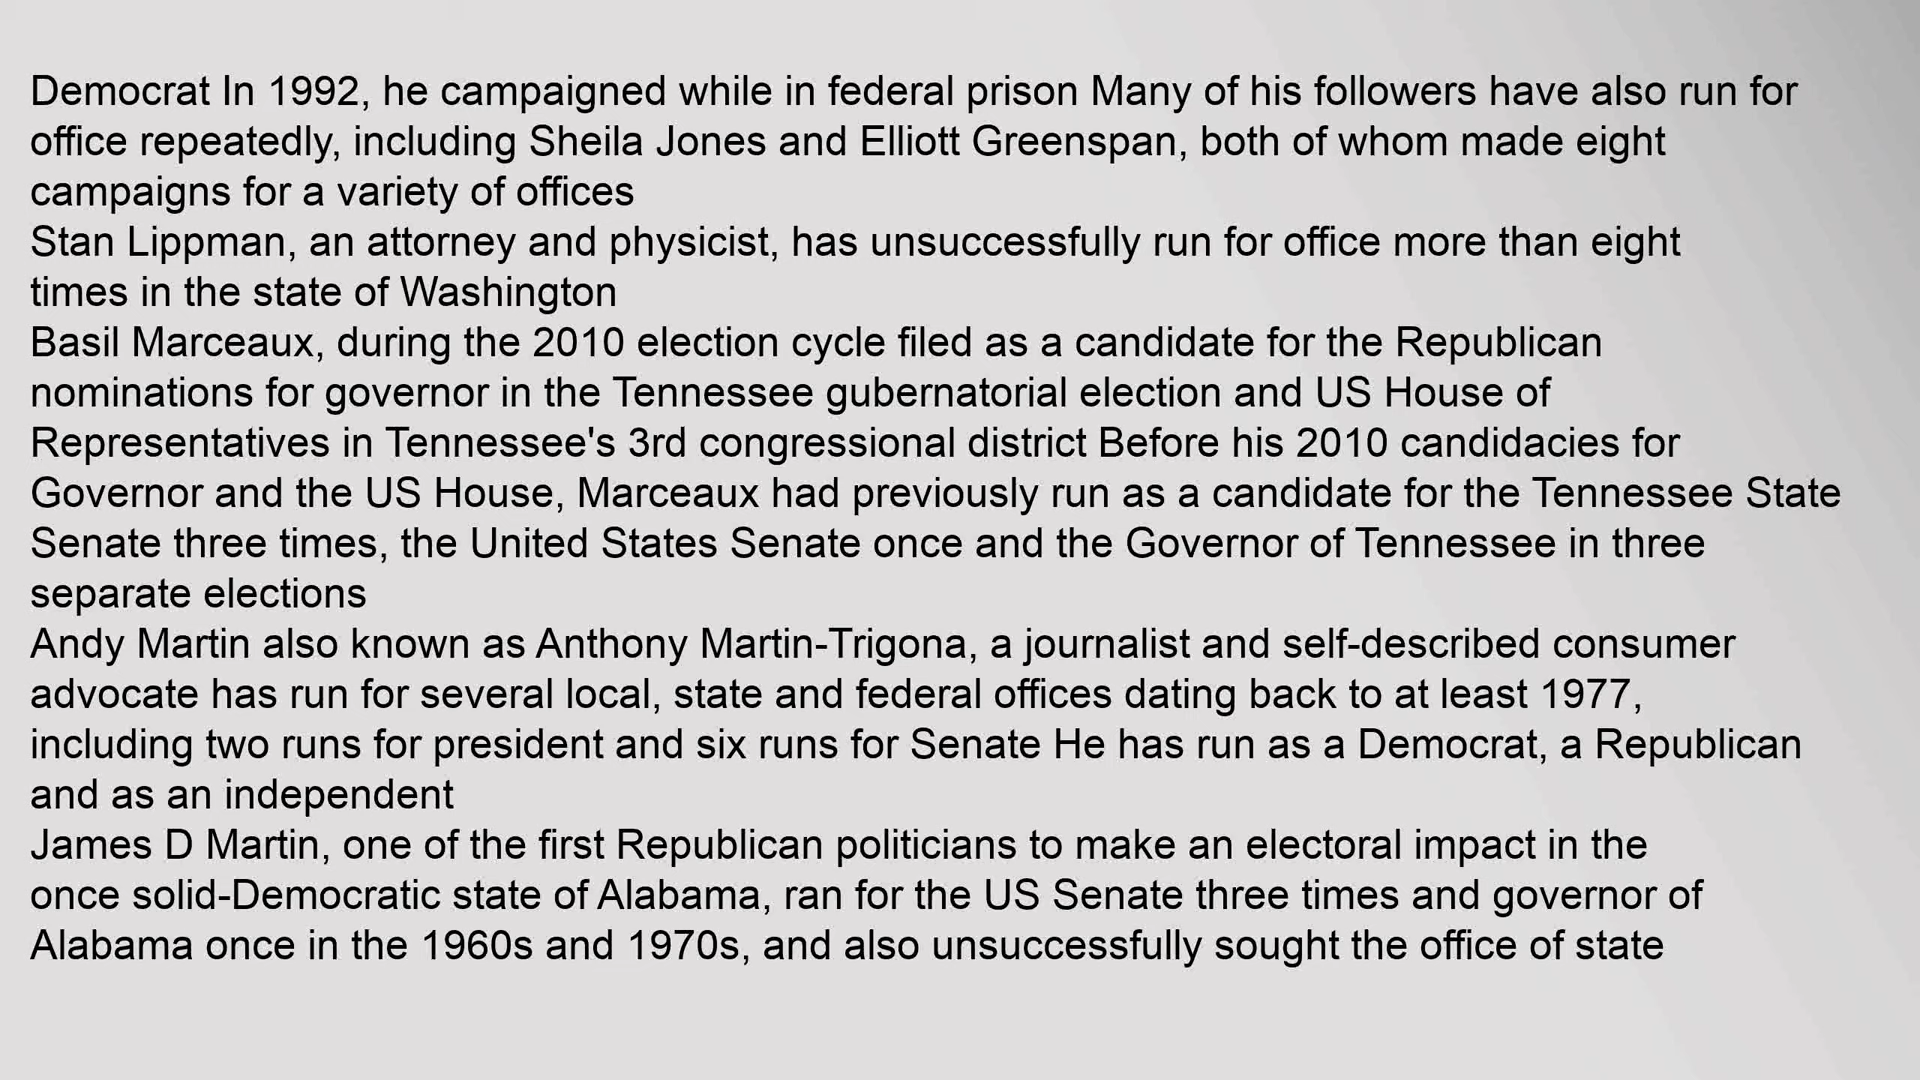 Democrat In 1992, he campaigned while in federal prison Many of his followers have also run for
office repeatedly, including Sheila Jones and Elliott Greenspan, both of whom made eight
campaigns for a variety of offices
Stan Lippman, an attorney and physicist, has unsuccessfully run for office more than eight
times in the state of Washington
Basil Marceaux, during the 2010 election cycle filed as a candidate for the Republican
nominations for governor in the Tennessee gubernatorial election and US House of
Representatives in Tennessee's 3rd congressional district Before his 2010 candidacies for
Governor and the US House, Marceaux had previously run as a candidate for the Tennessee State
Senate three times, the United States Senate once and the Governor of Tennessee in three
separate elections
Andy Martin also known as Anthony Martin-Trigona, a journalist and self-described consumer
advocate has run for several local, state and federal offices dating back to at least 1977,
including two runs for president and six runs for Senate He has run as a Democrat, a Republican
and as an independent
James D Martin, one of the first Republican politicians to make an electoral impact in the
once solid-Democratic state of Alabama, ran for the US Senate three times and governor of
Alabama once in the 1960s and 1970s, and also unsuccessfully sought the office of state